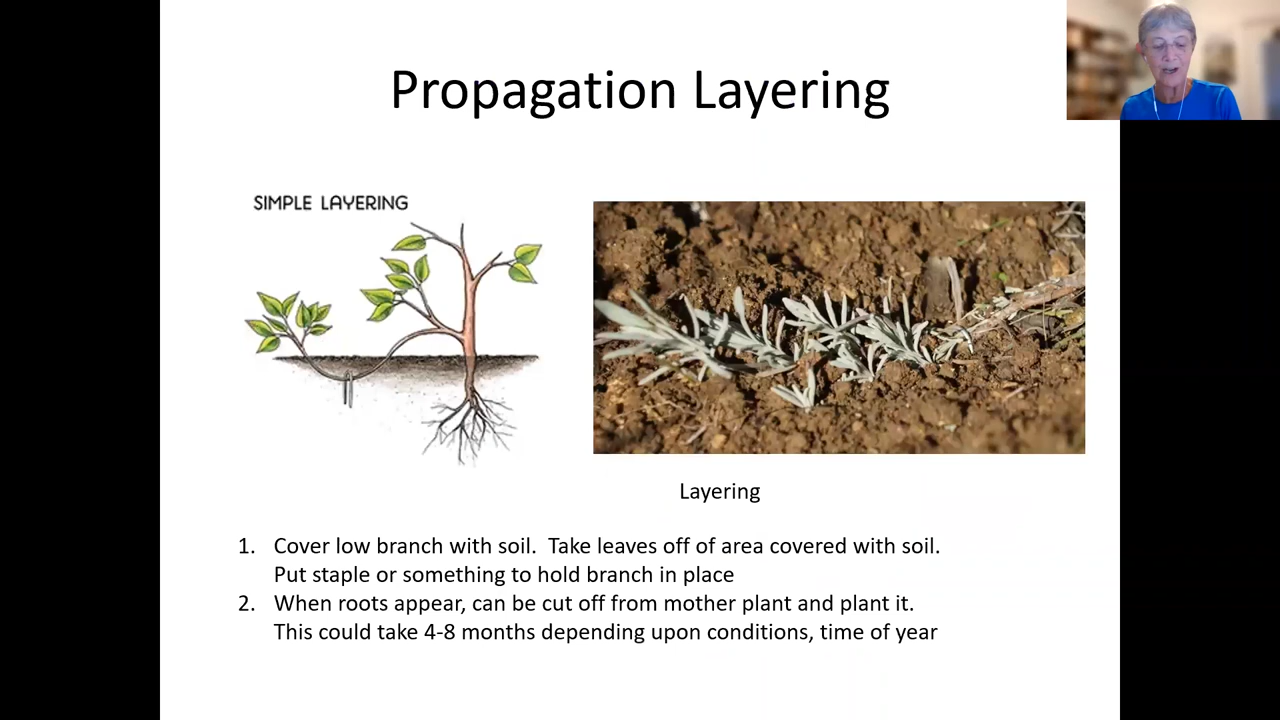 Propagation Layering
SIMPLE LAYERING
Layering
1. Cover low branch with soil.  Take leaves off of area covered with soil.
Put staple or something to hold branch in place
2. When roots appear, can be cut off from mother plant and plant it.
This could take 4-8 months depending upon conditions, time of year